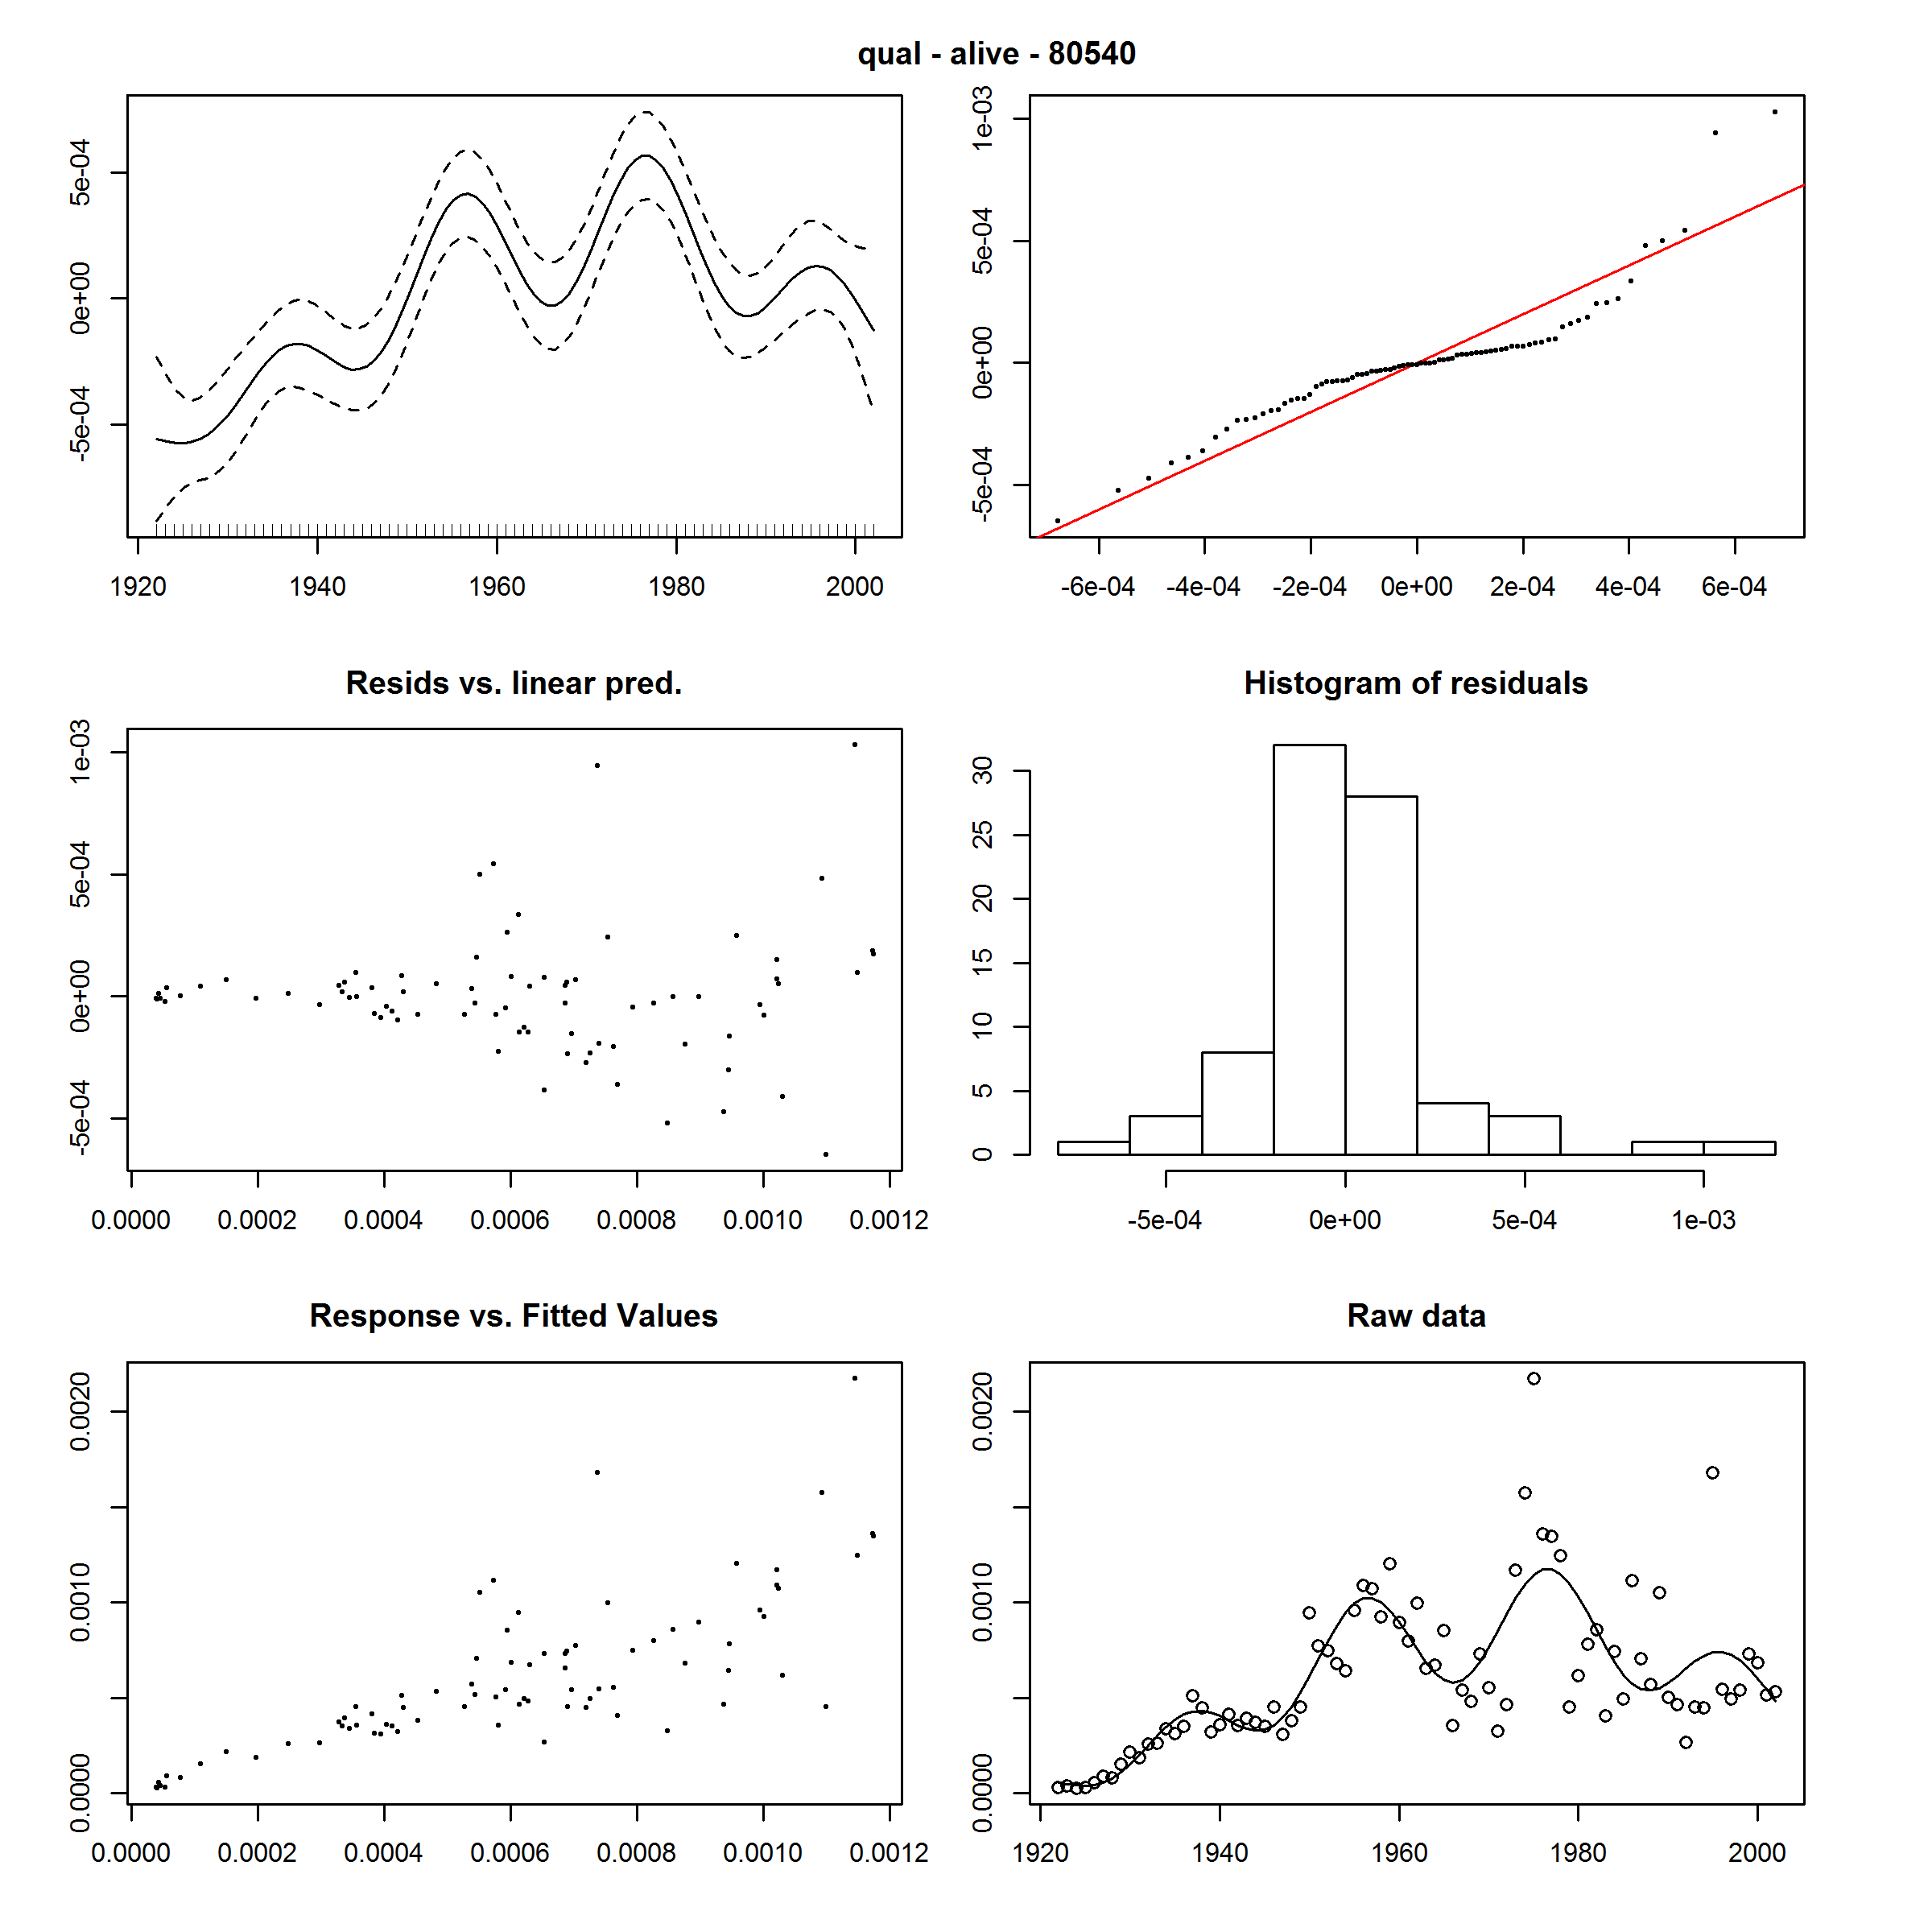 qual - alive - 80540
5e-04
0e+00
-5e-04
1920 1940 1960 1980 2000
1e-03
5e-04
0e+00
-5e-04
-6e-04 -4e-04 -2e-04 0e+00 2e-04 4e-04 6e-04
Resids vs. linear pred.
1e-03
5e-04
0e+00
-5e-04
0.0000 0.0002 0.0004 0.0006 0.0008 0.0010 0.0012
Histogram of residuals
30
25
20
15
10
5
0
-5e-04 0e+00 5e-04 1e-03
Response vs. Fitted Values
0.0020
0.0010
0.0000
0.0000 0.0002 0.0004 0.0006 0.0008 0.0010 0.0012
Raw data
0.0020
0.0010
0.0000
1920 1940 1960 1980 2000